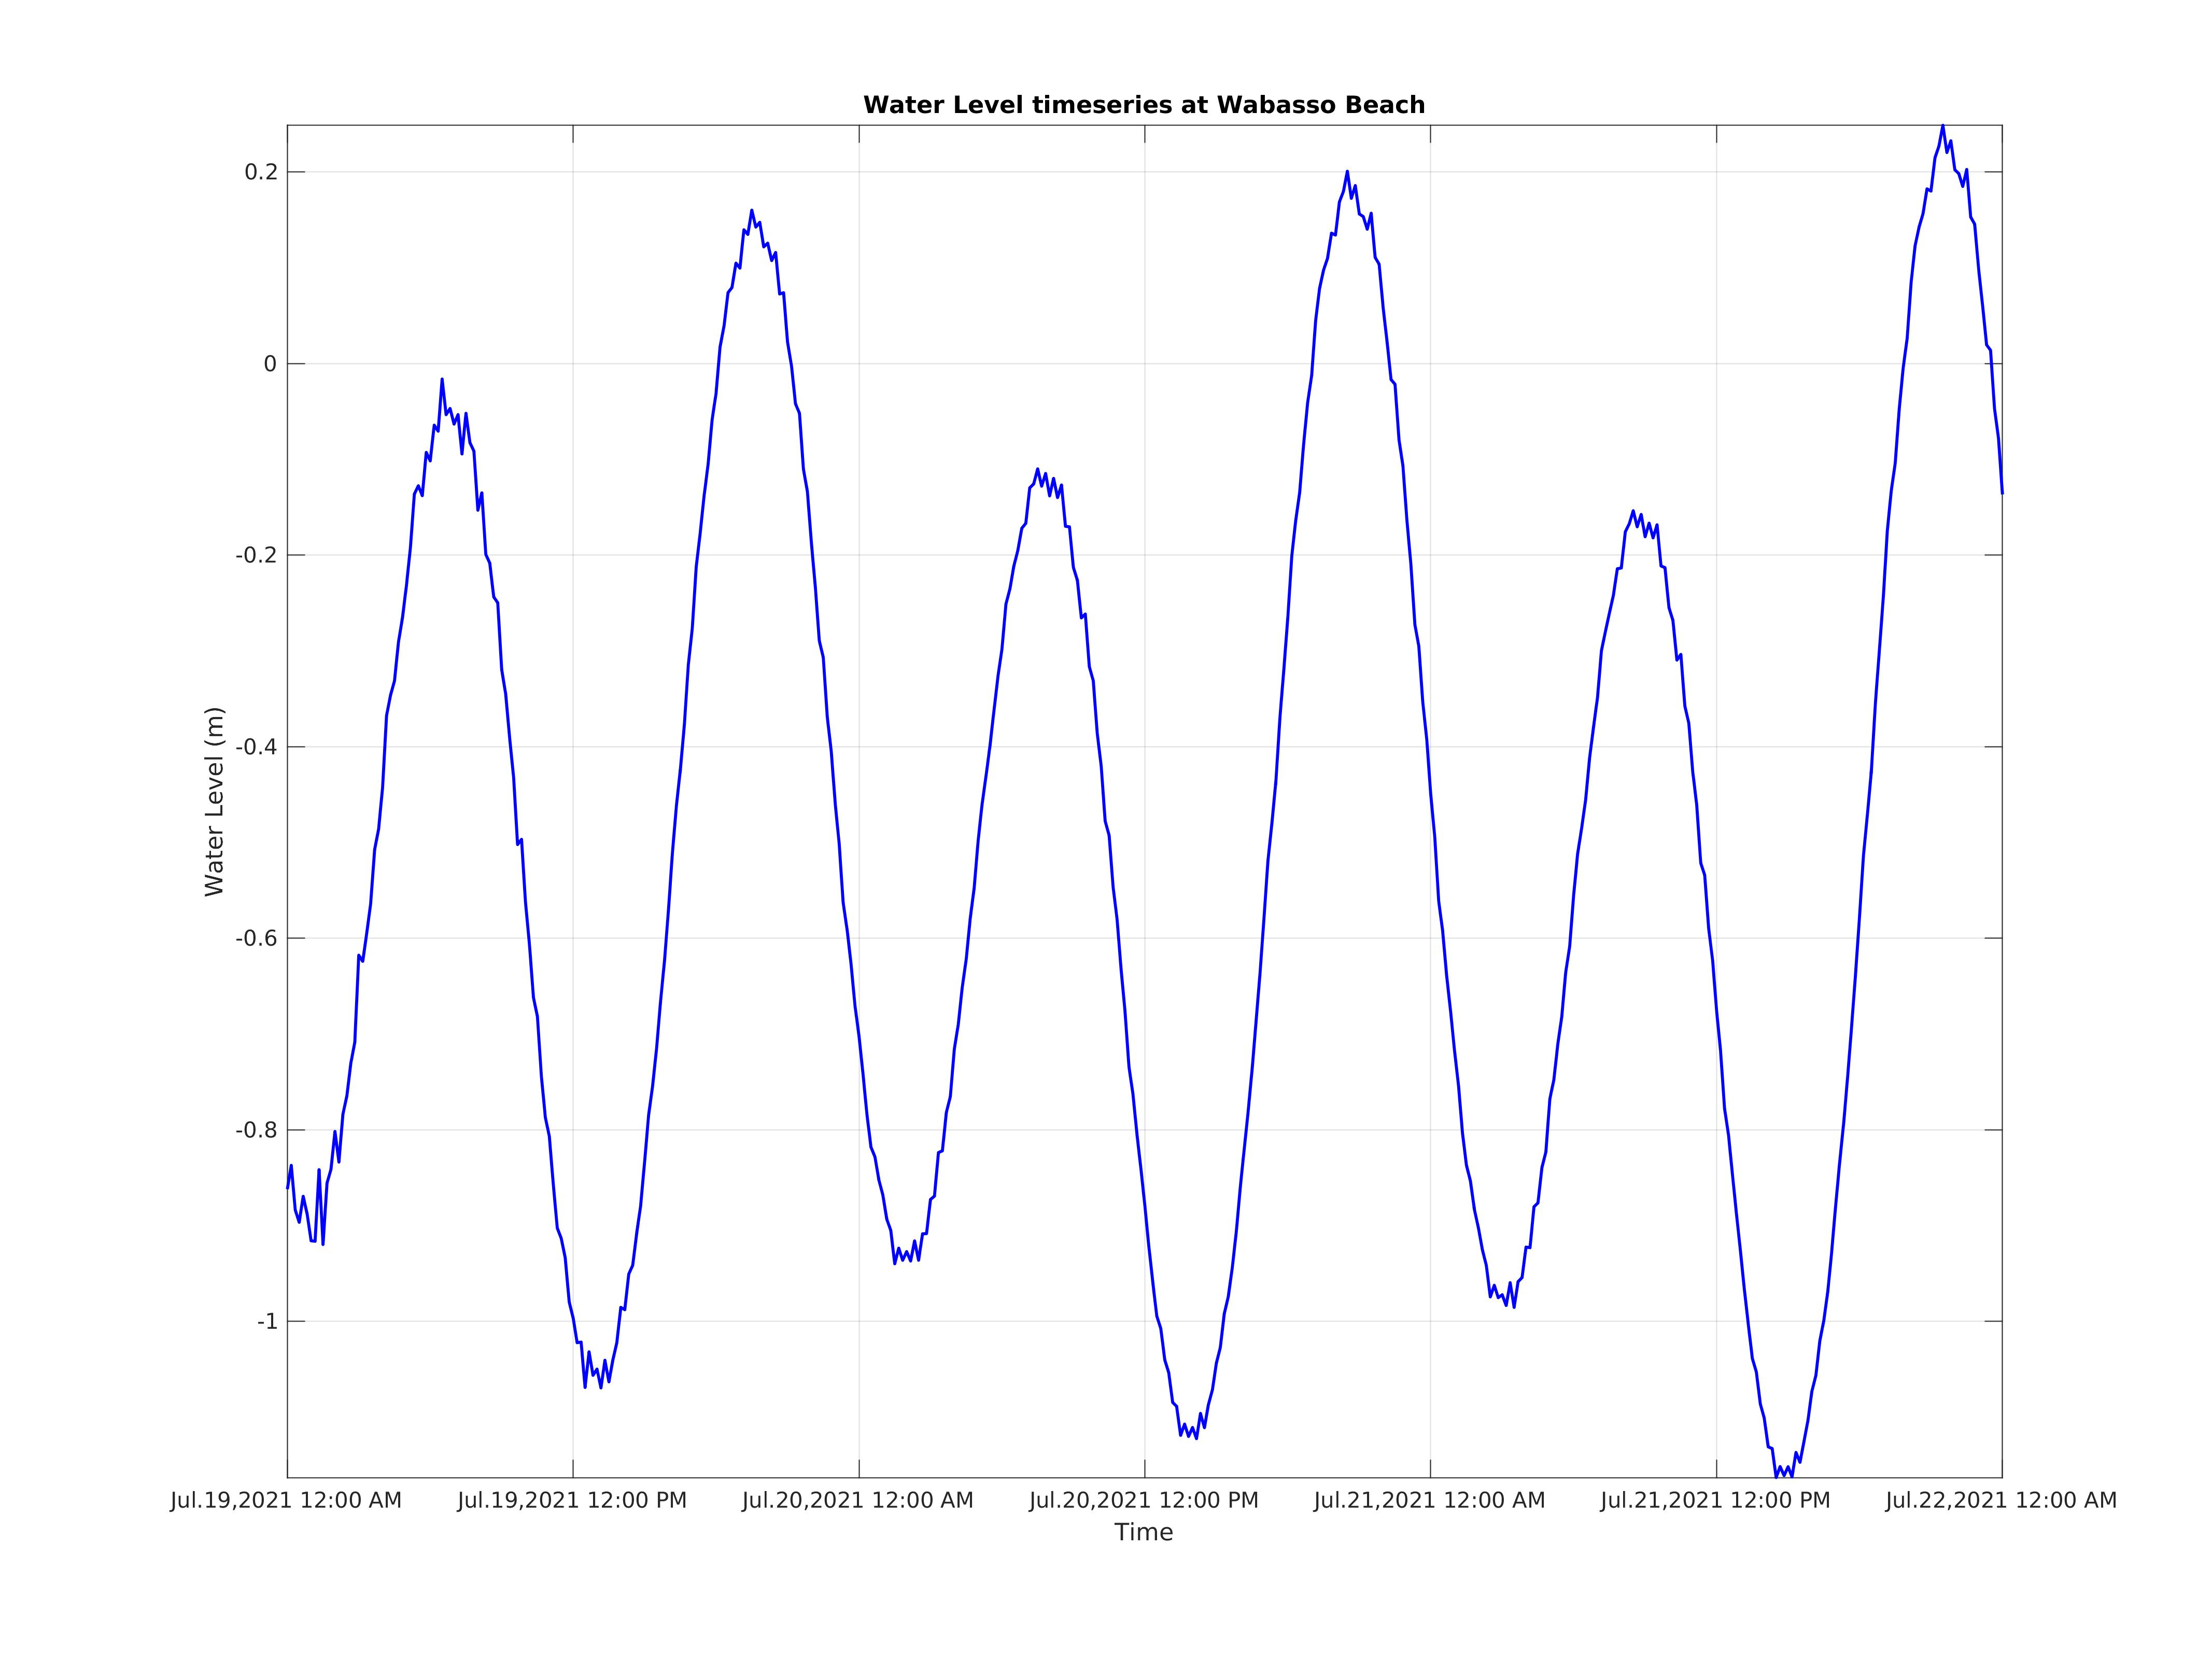 Water Level timeseries at Wabasso Beach
0.2
0
-0.2
-0.4
-0.6
-0.8
-1
Water Level (m)
Jul.19,2021 12:00 AM
Jul.19,2021 12:00 PM
Jul.20,2021 12:00 AM
Jul.20,2021 12:00 PM
Jul.21,2021 12:00 AM
Jul.21,2021 12:00 PM
Jul.22,2021 12:00 AM
Time